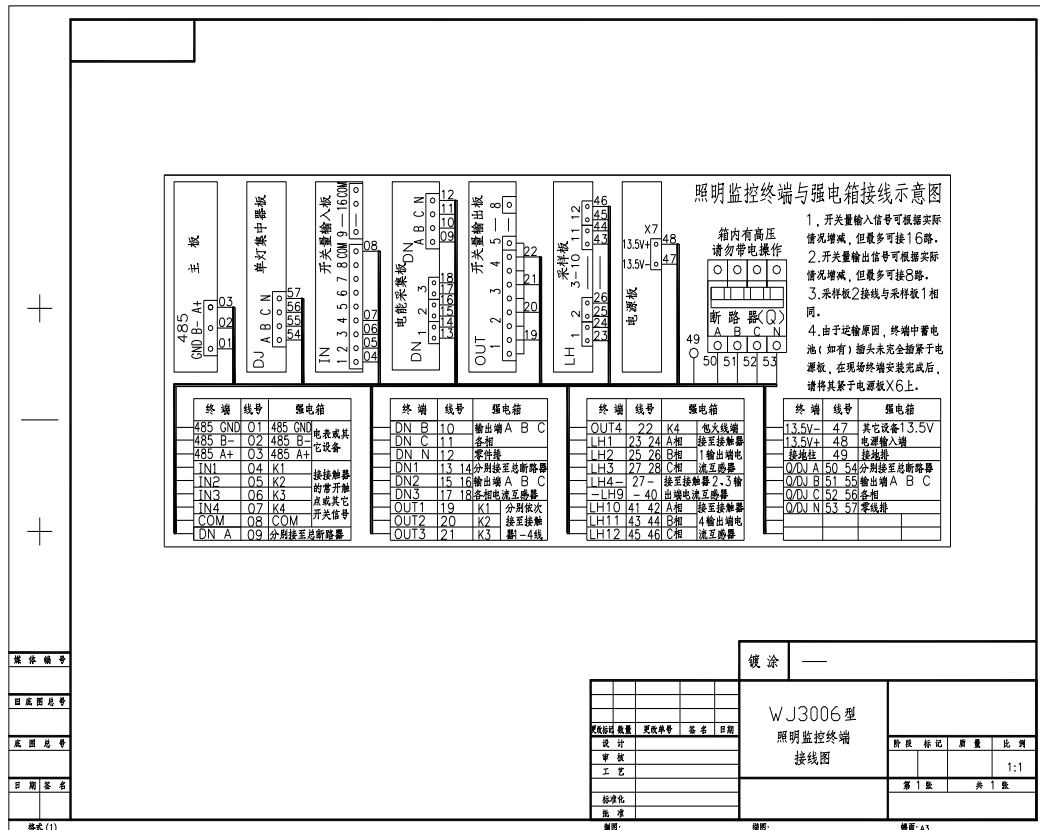 照明监控终端与强电箱接线示意图
1，开关量输入信号可根据实际
情况增减，但最多可接16路。
2.开关量输出信号可根据实际
情况增减，但最多可接8路。
3.采样板2接线与采样板1相
同。
4.由于运输原因，终端中蓄电
池（如有）插头未完全插紧于电
源板，在现场终端安装完成后，
请将其紧于电源板X6上。
箱内有高压
请勿带电操作
断路器(Q)
A B C N
49 50 51 52 53
主板
485
GND B- A+
01 02 03
单灯集中器板
DJ A B C N
54 55 56 57
开关量输入板
IN 1 2 3 4 5 6 7 8 COM 9—16COM
04 05 06 07 08
电能采集板
DN 1 2 3
13 14 15 16 17 18
DN A B C N
09 10 11 12
开关量输出板
OUT 1 2 3 4 5—8
19 20 21 22
采样板
LH 1 2 3-10 11 12
23 24 25 26 43 44 45 46
电源板
X7
13.5V+ 48
13.5V- 47
终端 线号 强电箱
485 GND 01 485 GND 电表或其
485 B- 02 485 B- 它设备
485 A+ 03 485 A+
IN1 04 K1 接接触器
IN2 05 K2 的常开触
IN3 06 K3 点或其它
IN4 07 K4 开关信号
COM 08 COM
DN A 09 分别接至总断路器
终端 线号 强电箱
DN B 10 输出端A B C
DN C 11 各相
DN N 12 零件排
DN1 13 14 分别接至总断路器
DN2 15 16 输出端A B C
DN3 17 18 各相电流互感器
OUT1 19 K1 分别依次
OUT2 20 K2 接至接触
OUT3 21 K3 器1-4线
终端 线号 强电箱
OUT4 22 K4 包火线端
LH1 23 24 A相 接至接触器
LH2 25 26 B相 1输出端电
LH3 27 28 C相 流互感器
LH4- 27- 接至接触器2.3输
-LH9 -40 出端电流互感器
LH10 41 42 A相 接至接触器
LH11 43 44 B相 4输出端电
LH12 45 46 C相 流互感器
终端 线号 强电箱
13.5V- 47 其它设备13.5V
13.5V+ 48 电源输入端
接地柱 49 接地排
Q/DJ A 50 54 分别接至总断路器
Q/DJ B 51 55 输出端A B C
Q/DJ C 52 56 各相
Q/DJ N 53 57 零线排
媒体编号
旧底图总号
底图总号
日期 签名
格式(1)
镀涂 —
更改标记 数量 更改单号 签名 日期
设计
审核
工艺
标准化
批准
WJ3006型
照明监控终端
接线图
阶段标记 质量 比例
1:1
第1张 共1张
制图:
描图:
幅面:A3